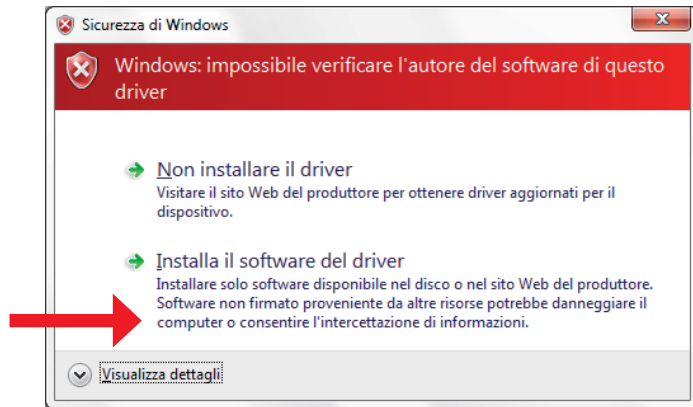 Sicurezza di Windows
Windows: impossibile verificare l'autore del software di questo
driver
Non installare il driver
Visitare il sito Web del produttore per ottenere driver aggiornati per il
dispositivo.
Installa il software del driver
Installare solo software disponibile nel disco o nel sito Web del produttore.
Software non firmato proveniente da altre risorse potrebbe danneggiare il
computer o consentire l'intercettazione di informazioni.
Visualizza dettagli